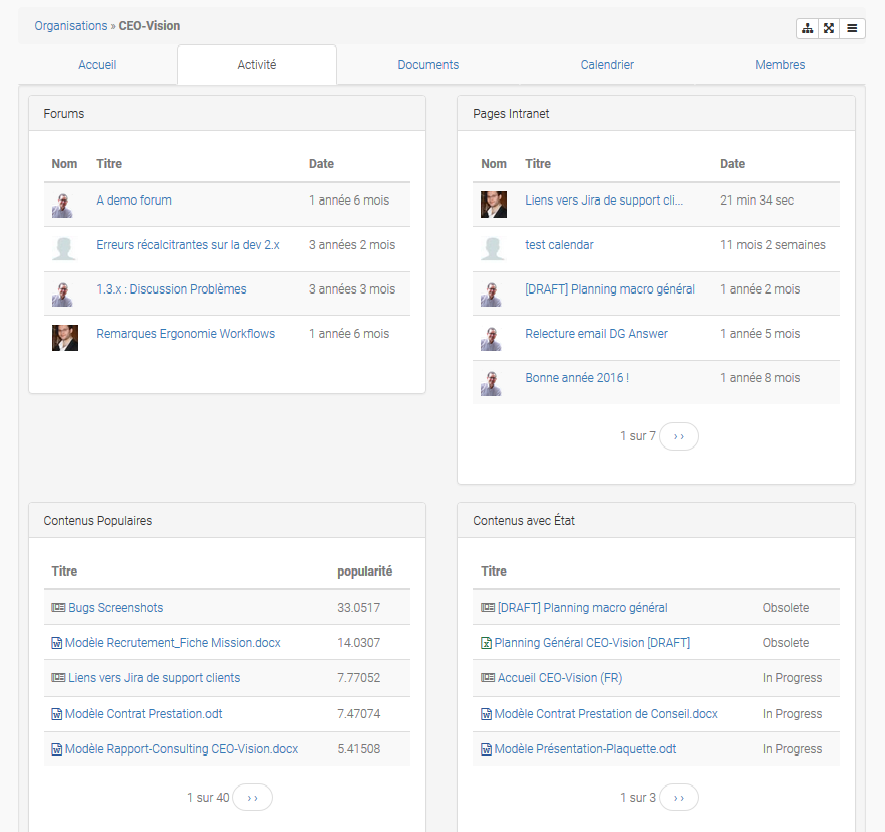 Organisations » CEO-Vision
Accueil Activité Documents Calendrier Membres
Forums
Nom Titre Date
A demo forum 1 année 6 mois
Erreurs récalcitrantes sur la dev 2.x 3 années 2 mois
1.3.x : Discussion Problèmes 3 années 3 mois
Remarques Ergonomie Workflows 1 année 6 mois
Pages Intranet
Nom Titre Date
Liens vers Jira de support cli... 21 min 34 sec
test calendar 11 mois 2 semaines
[DRAFT] Planning macro général 1 année 2 mois
Relecture email DG Answer 1 année 5 mois
Bonne année 2016 ! 1 année 8 mois
1 sur 7 ››
Contenus Populaires
Titre popularité
Bugs Screenshots 33.0517
Modèle Recrutement_Fiche Mission.docx 14.0307
Liens vers Jira de support clients 7.77052
Modèle Contrat Prestation.odt 7.47074
Modèle Rapport-Consulting CEO-Vision.docx 5.41508
1 sur 40 ››
Contenus avec État
Titre
[DRAFT] Planning macro général Obsolete
Planning Général CEO-Vision [DRAFT] Obsolete
Accueil CEO-Vision (FR) In Progress
Modèle Contrat Prestation de Conseil.docx In Progress
Modèle Présentation-Plaquette.odt In Progress
1 sur 3 ››